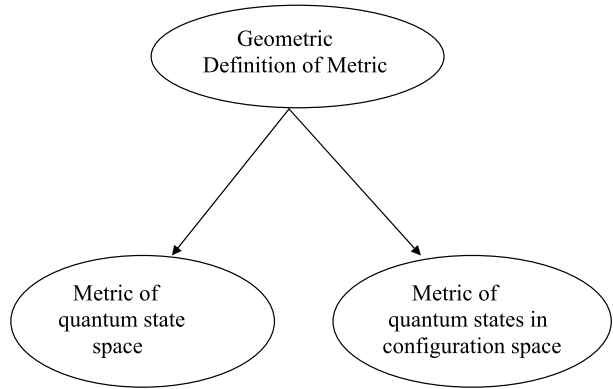 Geometric
Definition of Metric
Metric of
quantum state
space
Metric of
quantum states in
configuration space